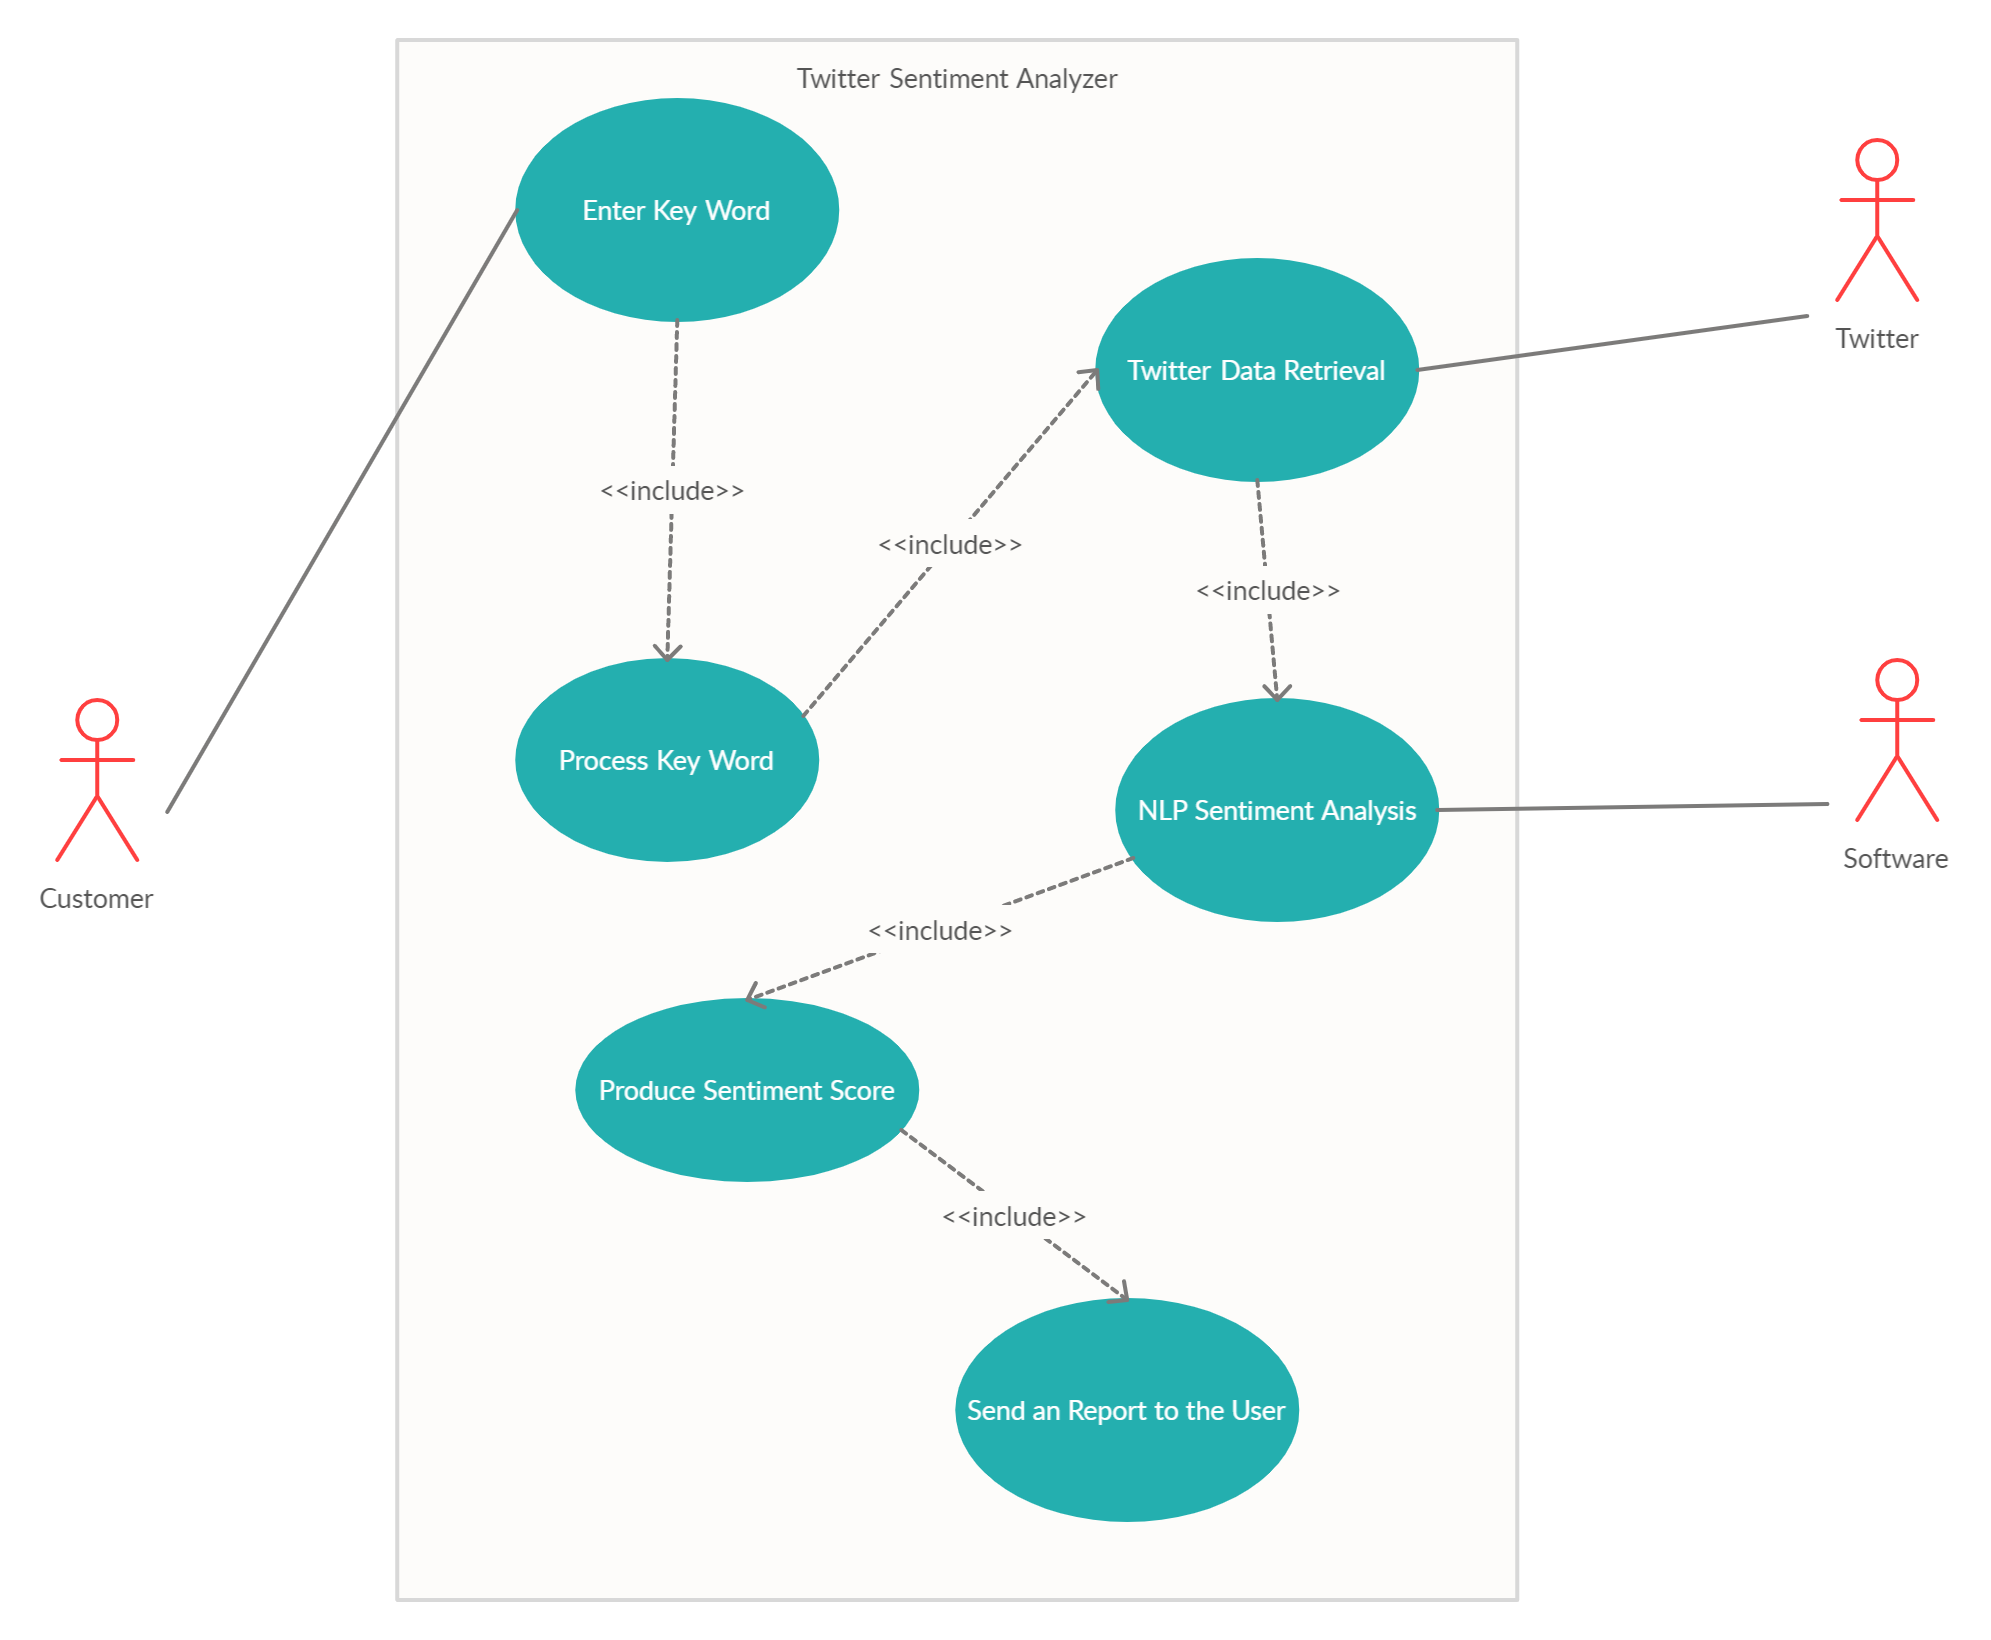 Twitter Sentiment Analyzer
Enter Key Word
Twitter
Twitter Data Retrieval
<<include>>
<<include>>
<<include>>
Process Key Word
NLP Sentiment Analysis
Software
Customer
<<include>>
Produce Sentiment Score
<<include>>
Send an Report to the User